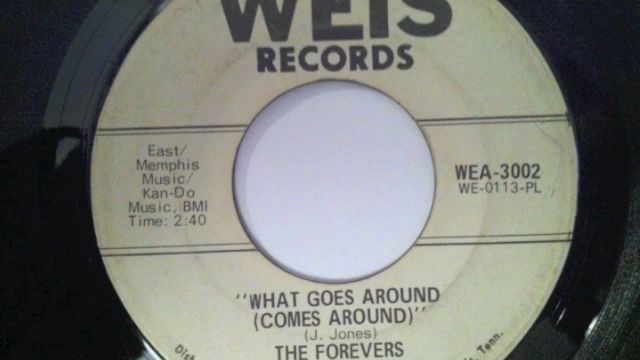 WEIS
RECORDS
East/
Memphis
Music/
Kan-Do
Music, BMI
Time: 2:40
WEA-3002
WE-0113-PL
"WHAT GOES AROUND
(COMES AROUND)"
(J. Jones)
THE FOREVERS
Tenn.